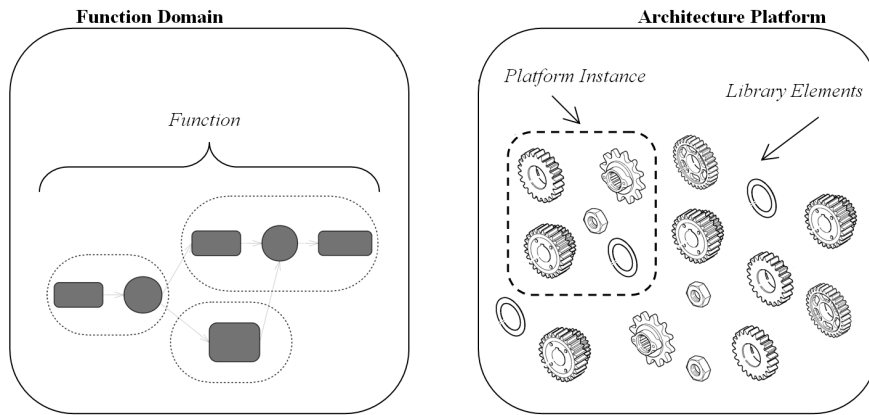 Function Domain
Architecture Platform
Platform Instance
Library Elements
Function